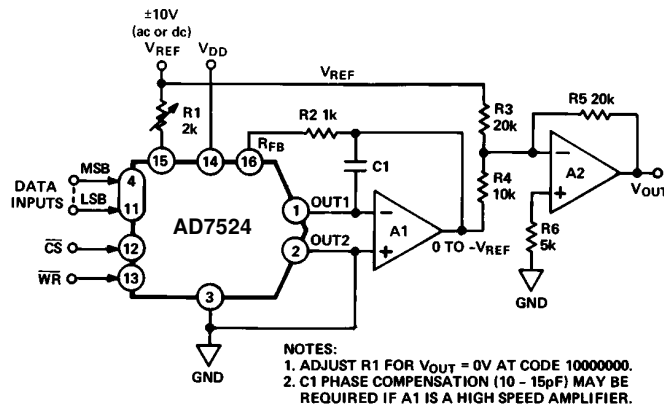 ±10V
(ac or dc)
VREF
VDD
VREF
R1
2k
R2 1k
RFB
C1
R3
20k
R4
10k
R5 20k
15
14
16
MSB
4
DATA
INPUTS
LSB
11
AD7524
1
OUT1
2
OUT2
−
+
A1
0 TO -VREF
−
+
A2
VOUT
R6
5k
GND
CS
12
WR
13
3
GND
NOTES:
1. ADJUST R1 FOR VOUT = 0V AT CODE 10000000.
2. C1 PHASE COMPENSATION (10 – 15pF) MAY BE
REQUIRED IF A1 IS A HIGH SPEED AMPLIFIER.